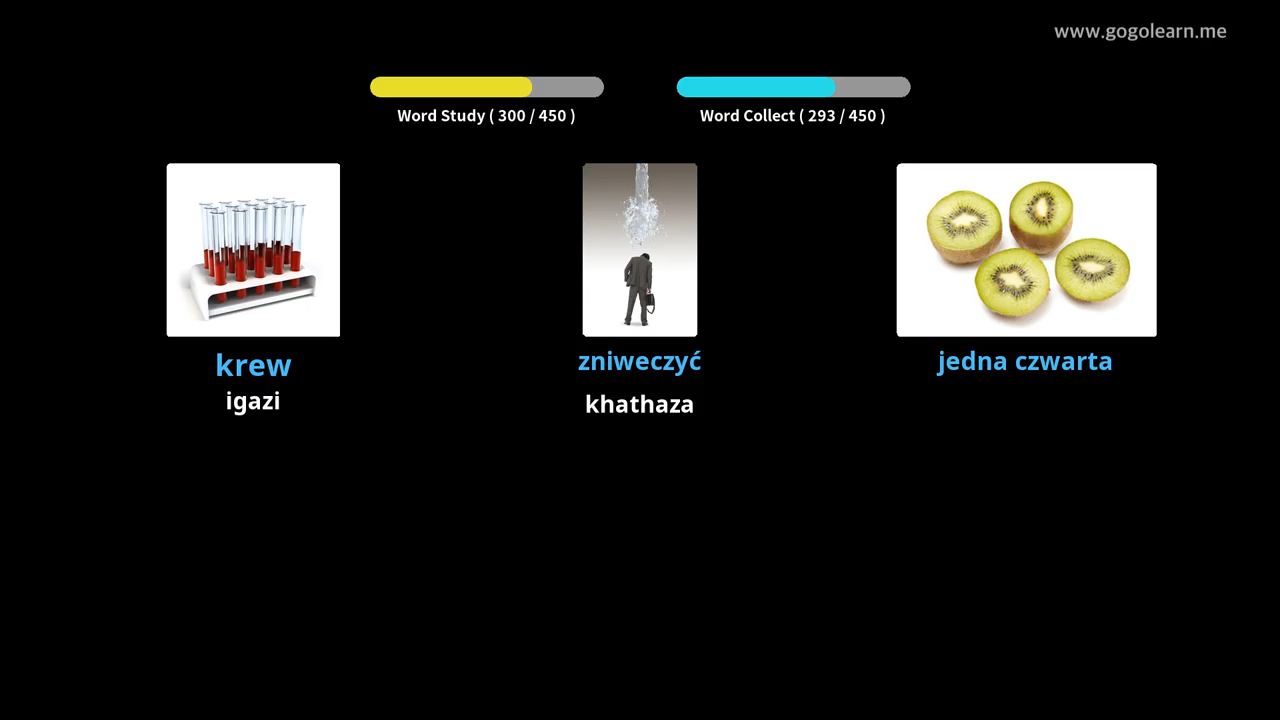 www.gogolearn.me
Word Study ( 300 / 450 )
Word Collect ( 293 / 450 )
krew
igazi
zniweczyć
khathaza
jedna czwarta